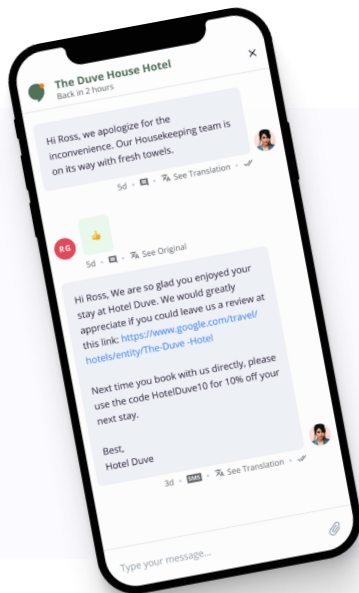 The Duve House Hotel
Back in 2 hours
Hi Ross, we apologize for the
inconvenience. Our Housekeeping team is
on its way with fresh towels.
5d
See Translation
RG
5d
See Original
Hi Ross, We are so glad you enjoyed your
stay at Hotel Duve. We would greatly
appreciate if you could leave us a review at
this link: https://www.google.com/travel/
hotels/entity/The-Duve -Hotel
Next time you book with us directly, please
use the code HotelDuve10 for 10% off your
next stay.
Best,
Hotel Duve
3d
SMS
See Translation
Type your message...